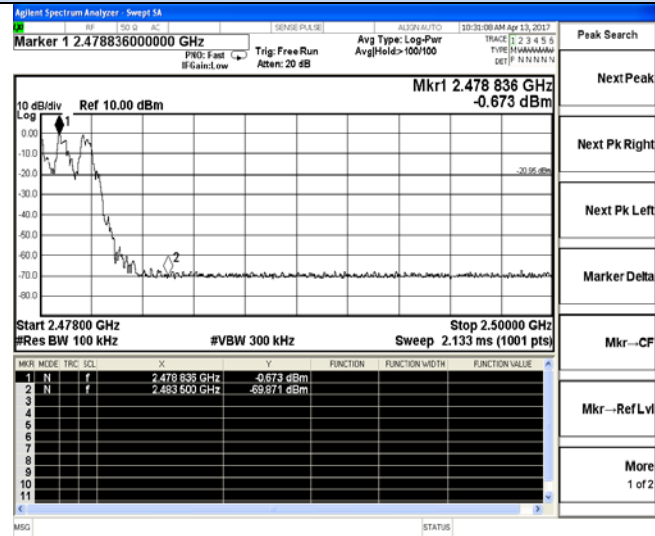 Agilent Spectrum Analyzer - Swept SA
RF 50 Ω AC SENSE:PULSE ALIGN AUTO 10:31:08 AM Apr 13, 2017
Marker 1 2.478836000000 GHz
PNO: Fast
IFGain:Low
Trig: Free Run
Atten: 20 dB
Avg Type: Log-Pwr
Avg|Hold:> 100/100
TRACE 1 2 3 4 5 6
TYPE MWWWWW
DET P N N N N N
Mkr1 2.478 836 GHz
-0.673 dBm
10 dB/div Ref 10.00 dBm
Log
1
0.00
-10.0
-20.0
-20.95 dBm
-30.0
-40.0
-50.0
-60.0
2
-70.0
-80.0
Start 2.47800 GHz Stop 2.50000 GHz
#Res BW 100 kHz #VBW 300 kHz Sweep 2.133 ms (1001 pts)
MKR MODE TRC SCL X Y FUNCTION FUNCTION WIDTH FUNCTION VALUE
1 N f 2.478 836 GHz -0.673 dBm
2 N f 2.483 500 GHz -69.871 dBm
3
4
5
6
7
8
9
10
11
MSG STATUS
Peak Search
Next Peak
Next Pk Right
Next Pk Left
Marker Delta
Mkr→CF
Mkr→Ref Lvl
More
1 of 2